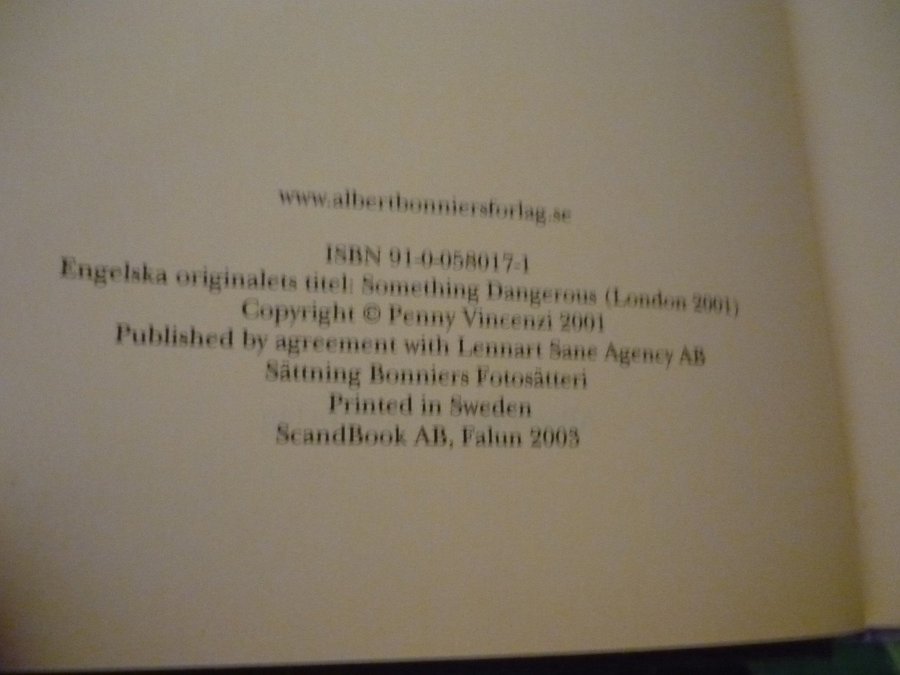 www.albertbonniersforlag.se
ISBN 91-0-058017-1
Engelska originalets titel: Something Dangerous (London 2001)
Copyright © Penny Vincenzi 2001
Published by agreement with Lennart Sane Agency AB
Sättning Bonniers Fotosätteri
Printed in Sweden
ScandBook AB, Falun 2003